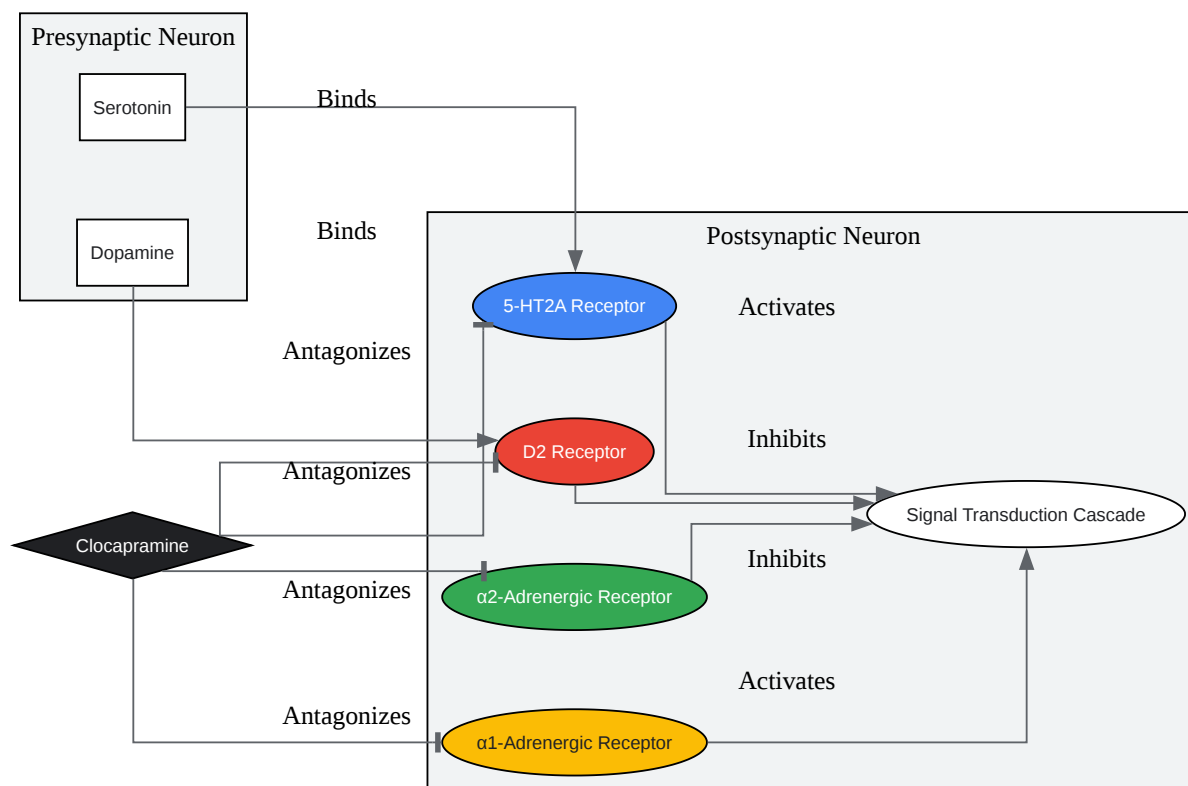 Presynaptic Neuron
Serotonin
Binds
Dopamine
Binds
Postsynaptic Neuron
5-HT2A Receptor
Activates
Antagonizes
D2 Receptor
Inhibits
Antagonizes
Signal Transduction Cascade
Clocapramine
Inhibits
Antagonizes
α2-Adrenergic Receptor
Activates
Antagonizes
α1-Adrenergic Receptor